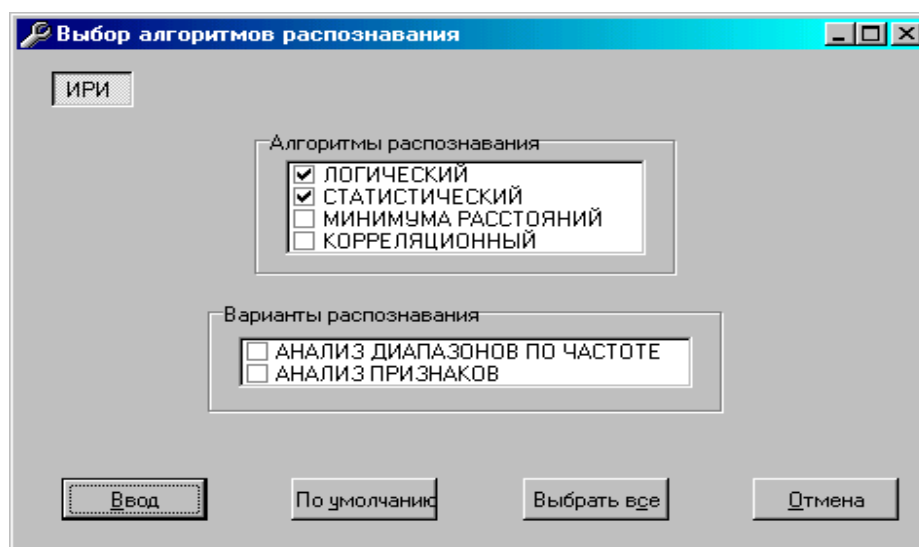 Выбор алгоритмов распознавания
ИРИ
Алгоритмы распознавания
ЛОГИЧЕСКИЙ
СТАТИСТИЧЕСКИЙ
МИНИМУМА РАССТОЯНИЙ
КОРРЕЛЯЦИОННЫЙ
Варианты распознавания
АНАЛИЗ ДИАПАЗОНОВ ПО ЧАСТОТЕ
АНАЛИЗ ПРИЗНАКОВ
Ввод По умолчанию Выбрать все Отмена